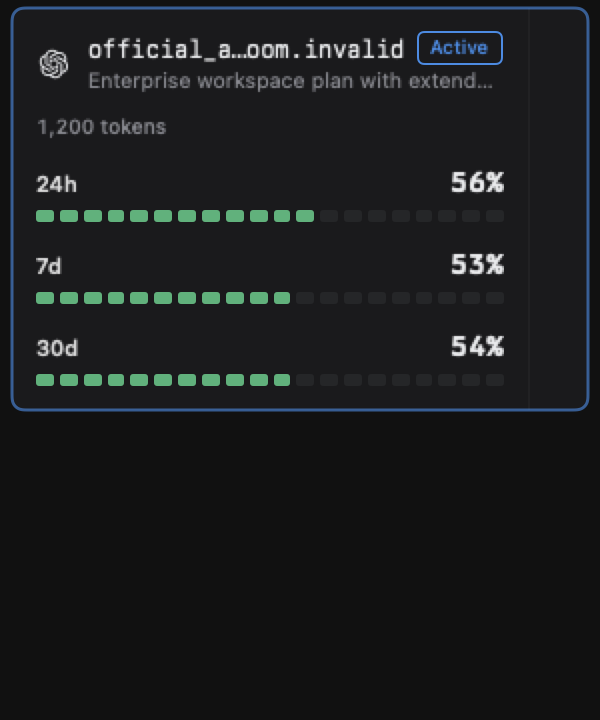 official_a…oom.invalid Active
Enterprise workspace plan with extend…
1,200 tokens
24h 56%
7d 53%
30d 54%